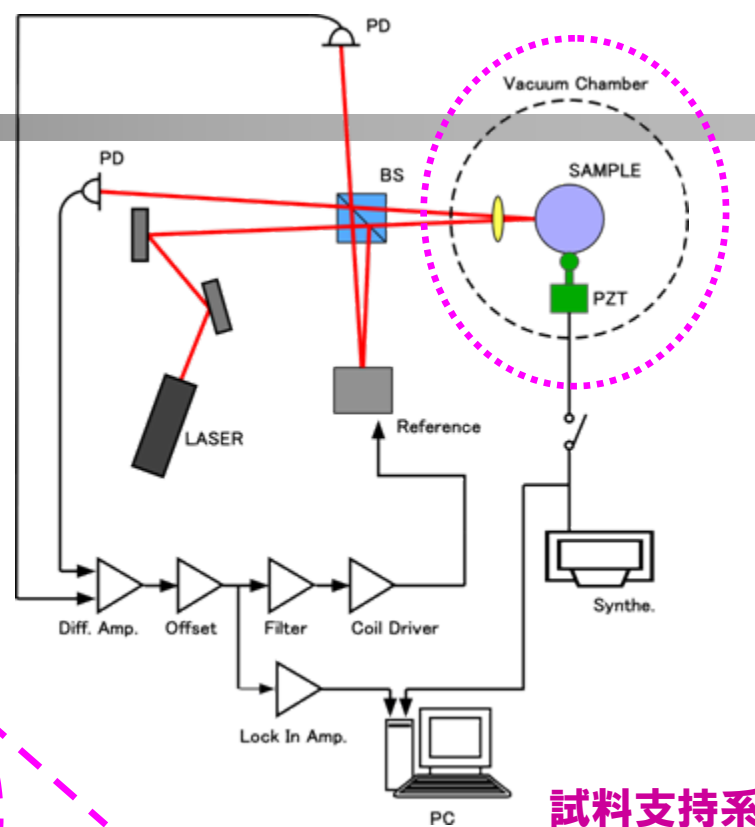 PD
Vacuum Chamber
PD
BS
SAMPLE
PZT
Reference
LASER
Diff. Amp.
Offset
Filter
Coil Driver
Synthe.
Lock In Amp.
PC
試料支持系